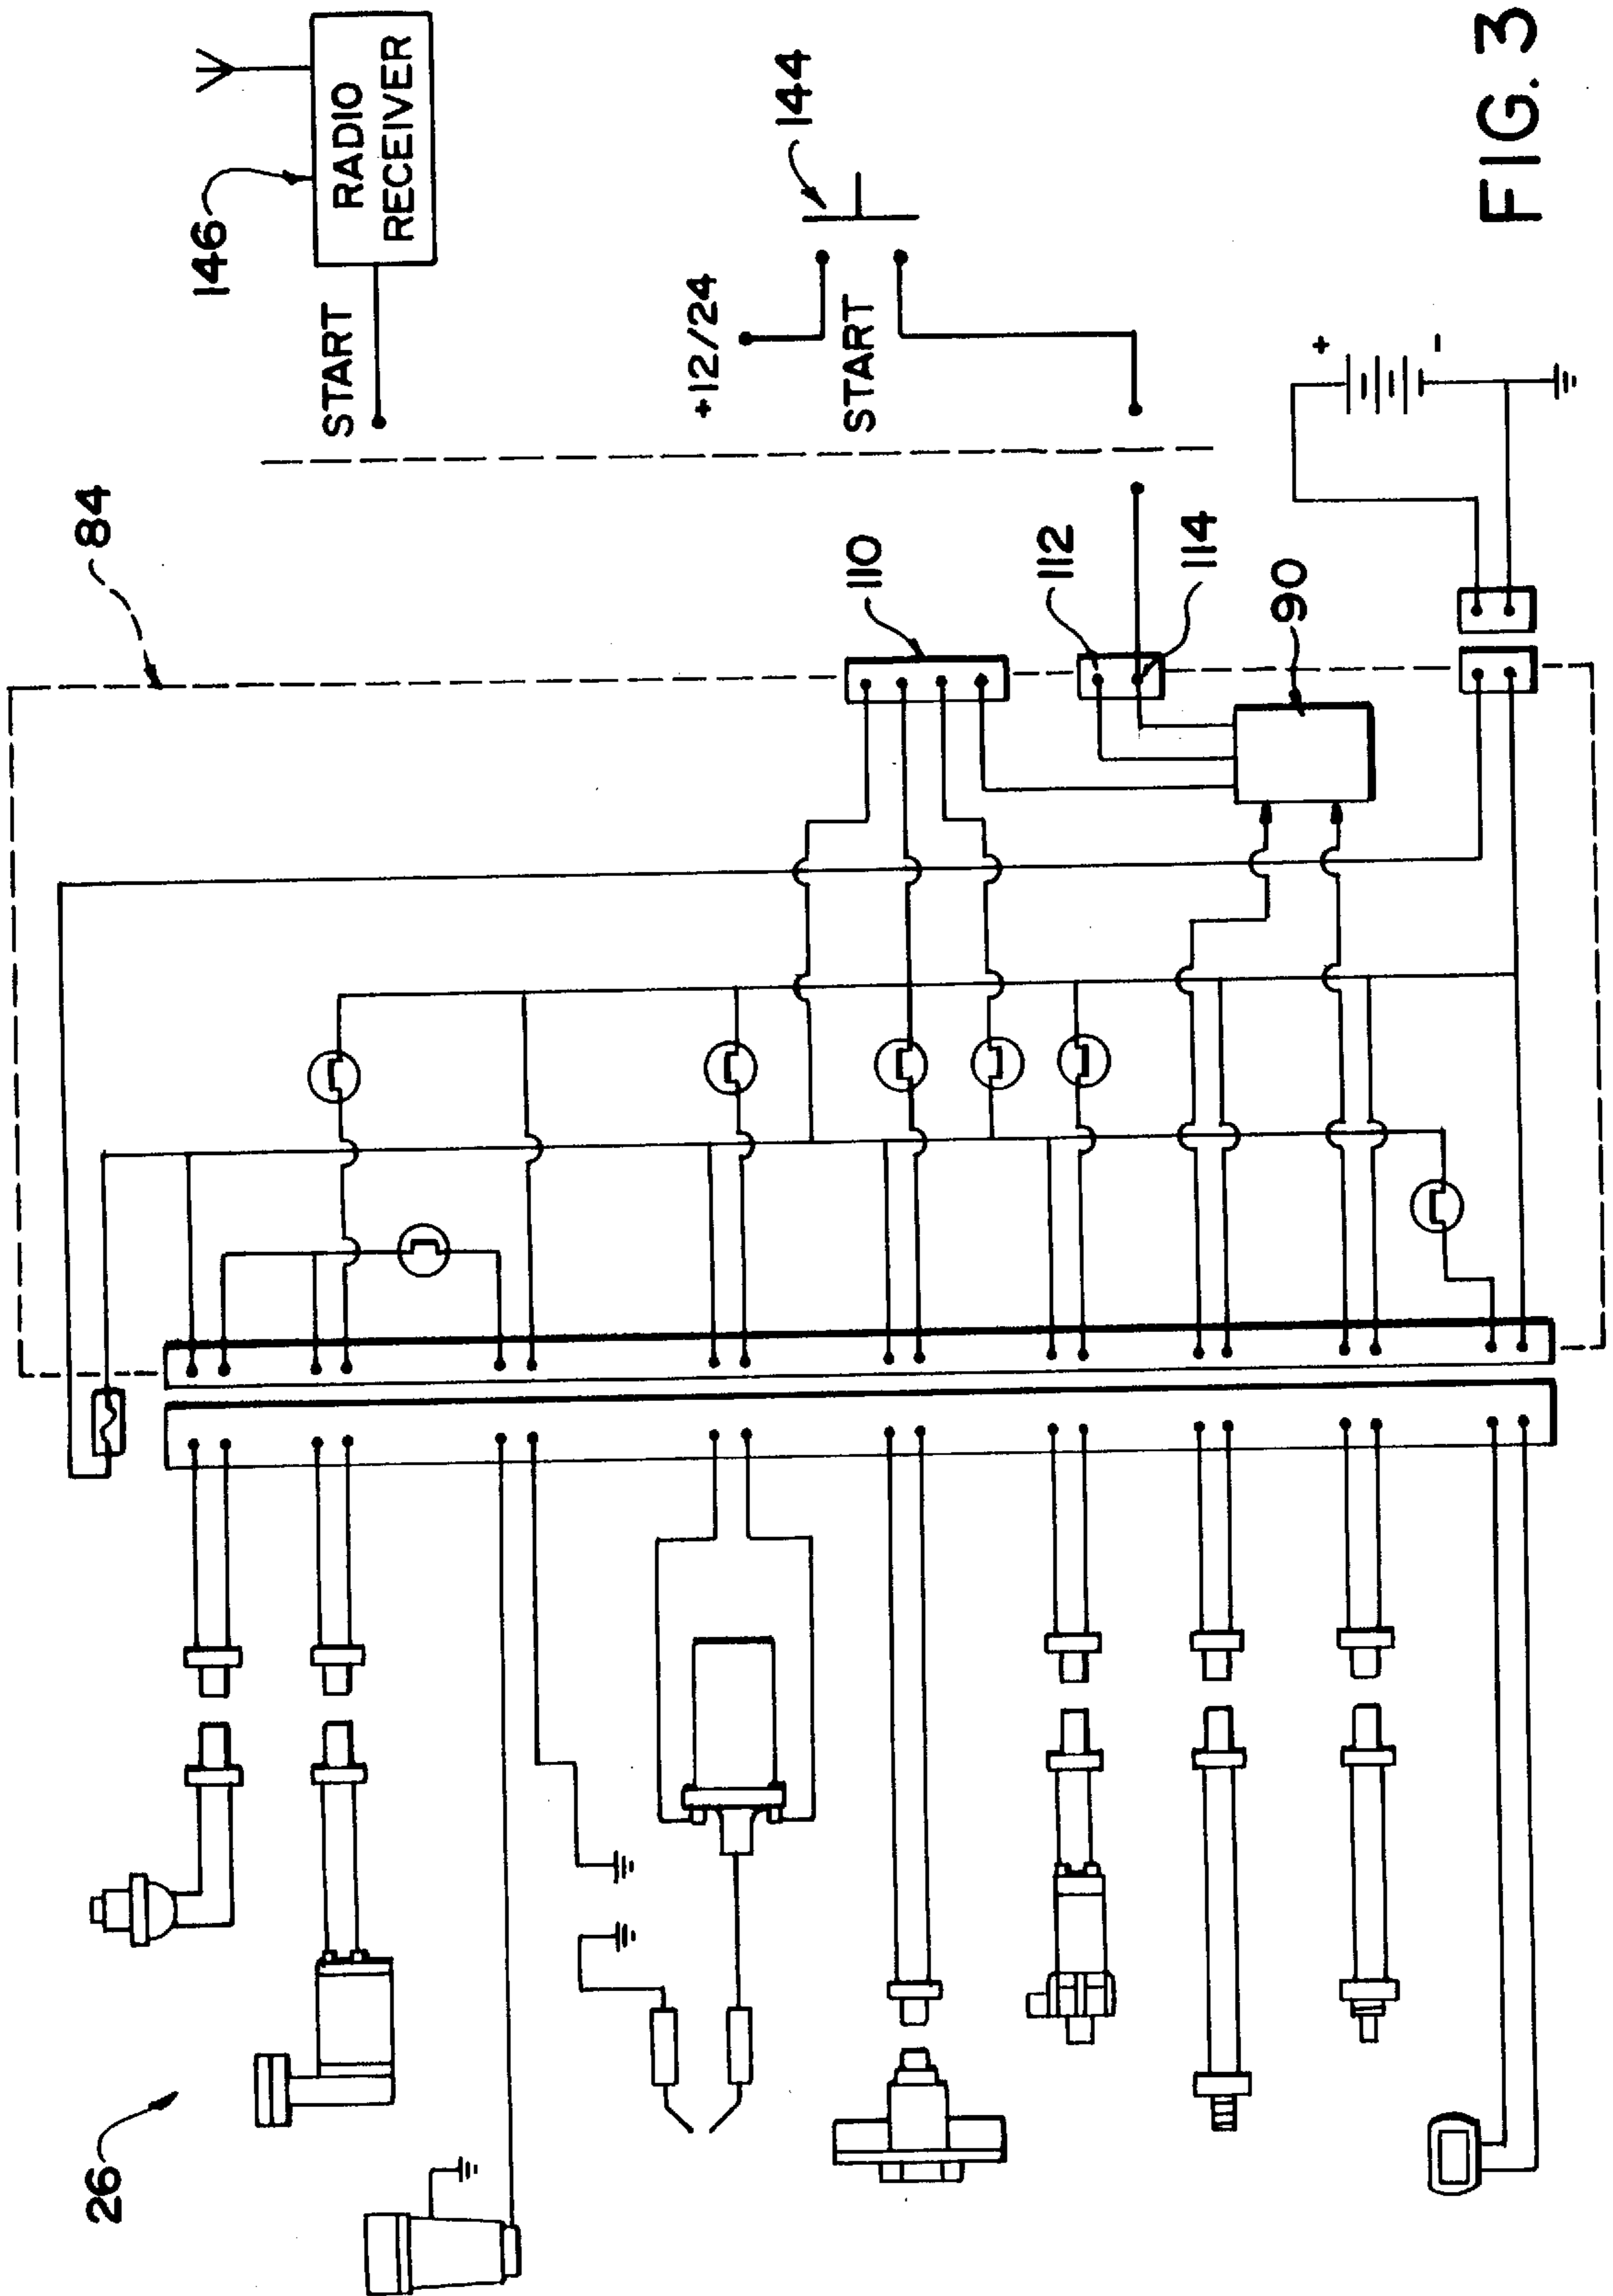 146
RADIO
RECEIVER
START
144
+12/24
START
+
-
84
110
112
114
90
26
FIG. 3